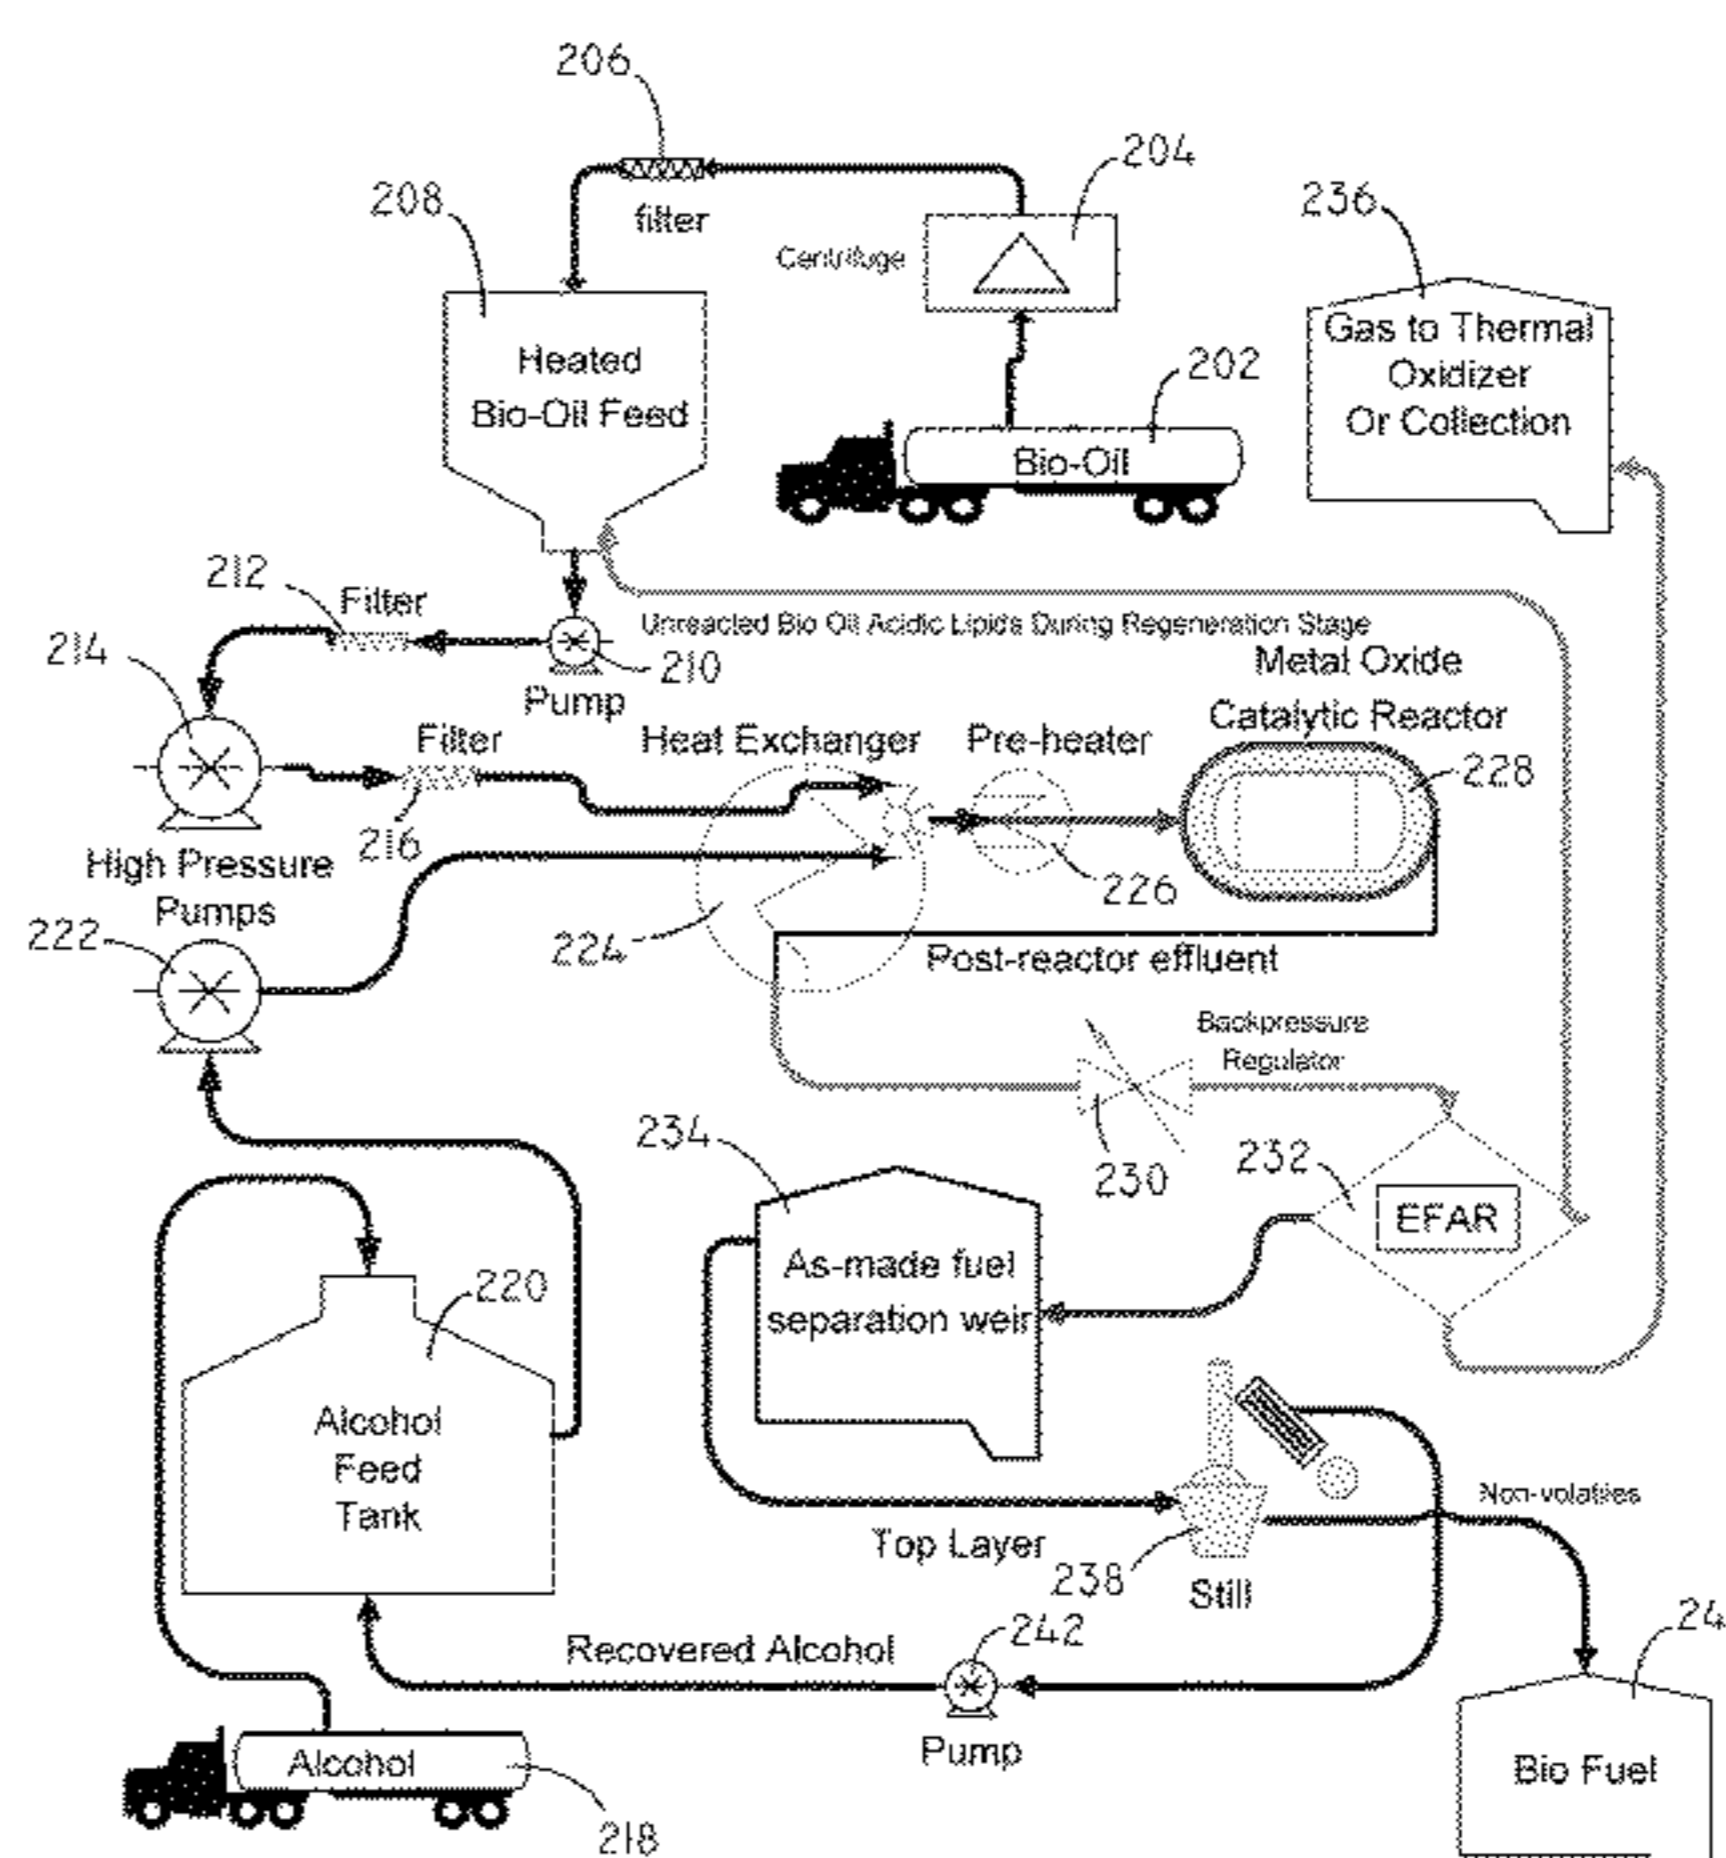 206
204
236
208
filter
Centrifuge
Gas to Thermal
Oxidizer
Or Collection
Heated
Bio-Oil Feed
202
Bio-Oil
212
Filter
Unreacted Bio Oil Acidic Lipids During Regeneration Stage
214
210
Pump
Metal Oxide
Catalytic Reactor
Filter
Heat Exchanger
Pre-heater
228
216
High Pressure
Pumps
226
222
224
Post-reactor effluent
Backpressure
Regulator
234
230
232
EFAR
As-made fuel
separation weir
220
Alcohol
Feed
Tank
Non-volatiles
Top Layer
238
Still
242
24
Recovered Alcohol
Pump
Alcohol
Bio Fuel
218